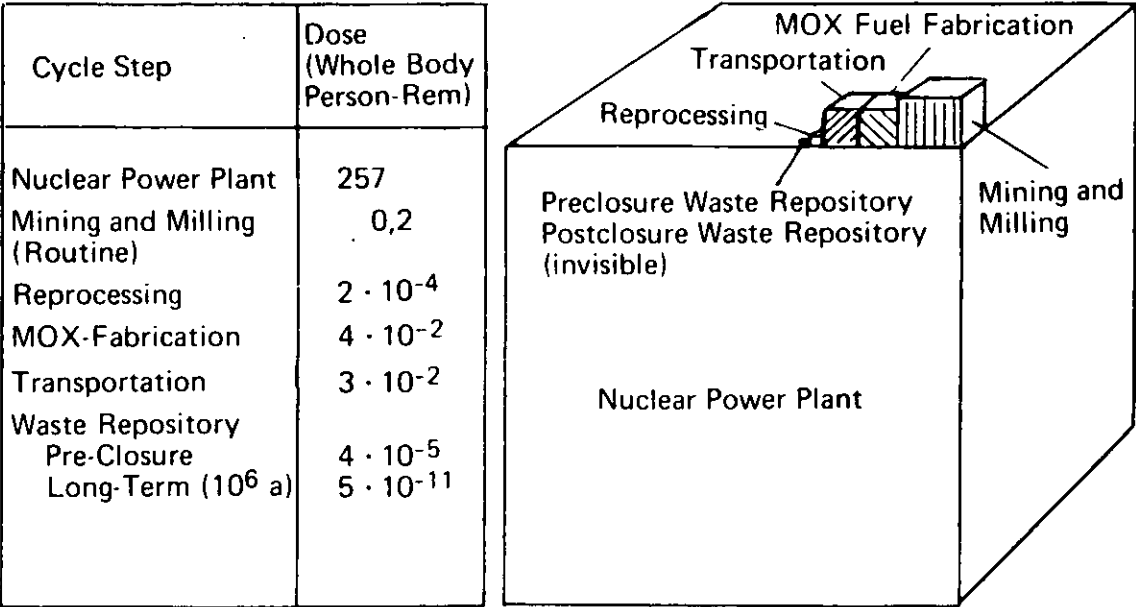 Cycle Step
Dose
(Whole Body
Person-Rem)
Nuclear Power Plant 257
Mining and Milling 0,2
(Routine)
Reprocessing 2 · 10⁻⁴
MOX-Fabrication 4 · 10⁻²
Transportation 3 · 10⁻²
Waste Repository
Pre-Closure 4 · 10⁻⁵
Long-Term (10⁶ a) 5 · 10⁻¹¹
MOX Fuel Fabrication
Transportation
Reprocessing
Preclosure Waste Repository
Postclosure Waste Repository
(invisible)
Mining and
Milling
Nuclear Power Plant